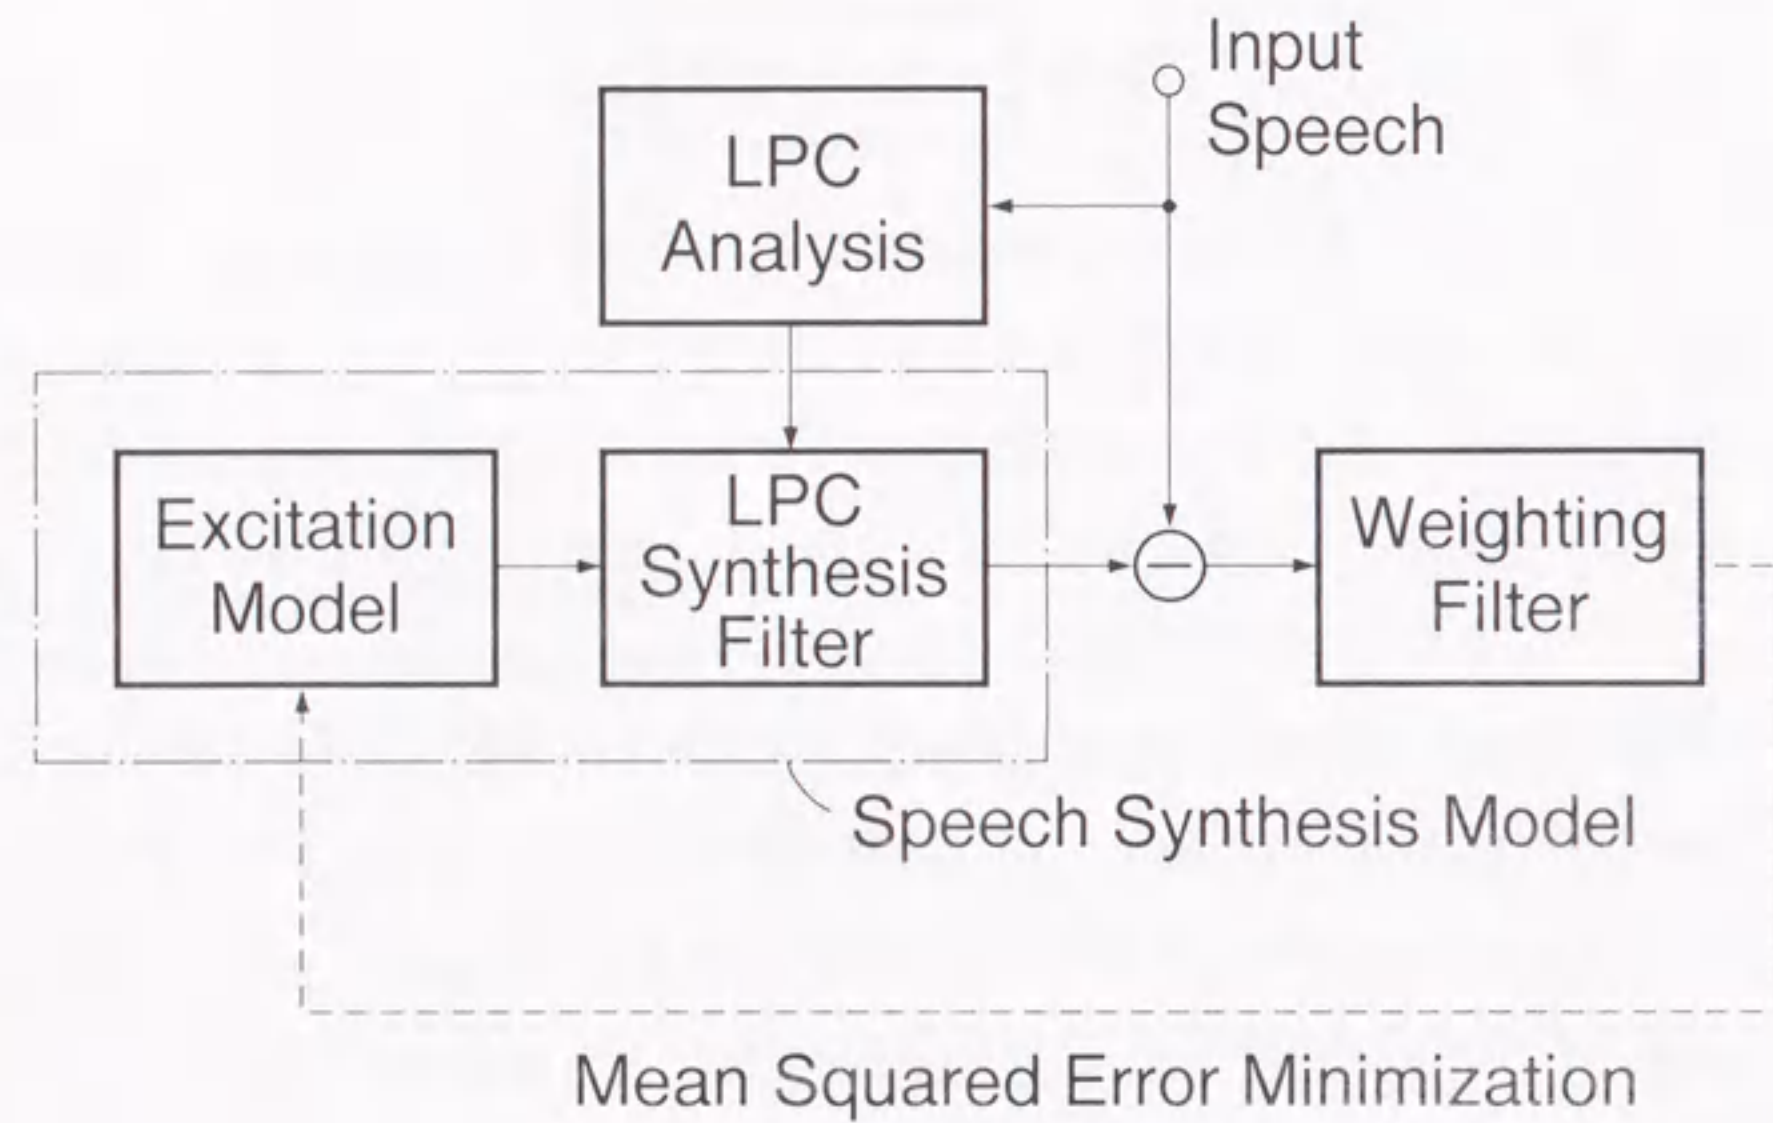 Input
Speech
LPC
Analysis
Excitation
Model
LPC
Synthesis
Filter
Weighting
Filter
Speech Synthesis Model
Mean Squared Error Minimization